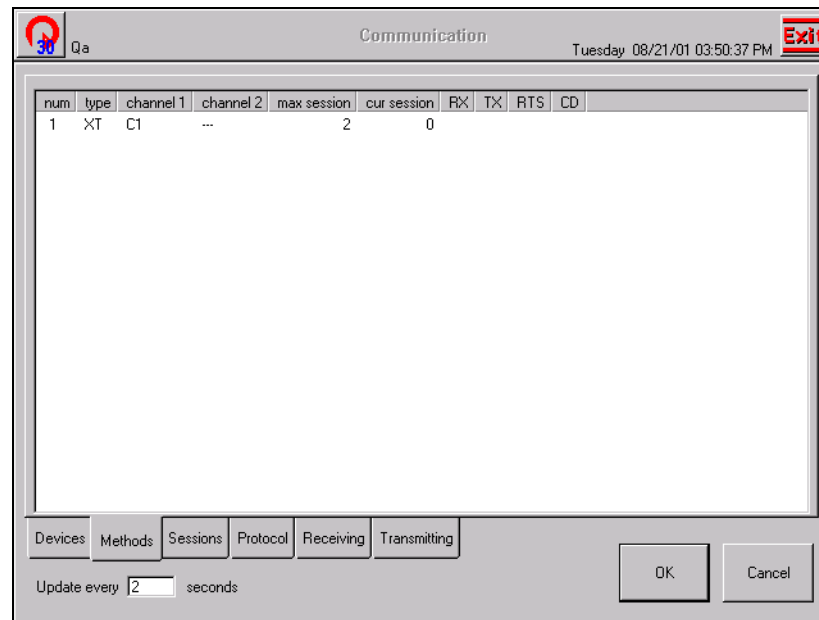 30 Qa
Communication
Tuesday 08/21/01 03:50:37 PM
Exit
num type channel 1 channel 2 max session cur session RX TX RTS CD
1 XT C1 --- 2 0
Devices Methods Sessions Protocol Receiving Transmitting
Update every 2 seconds
OK Cancel